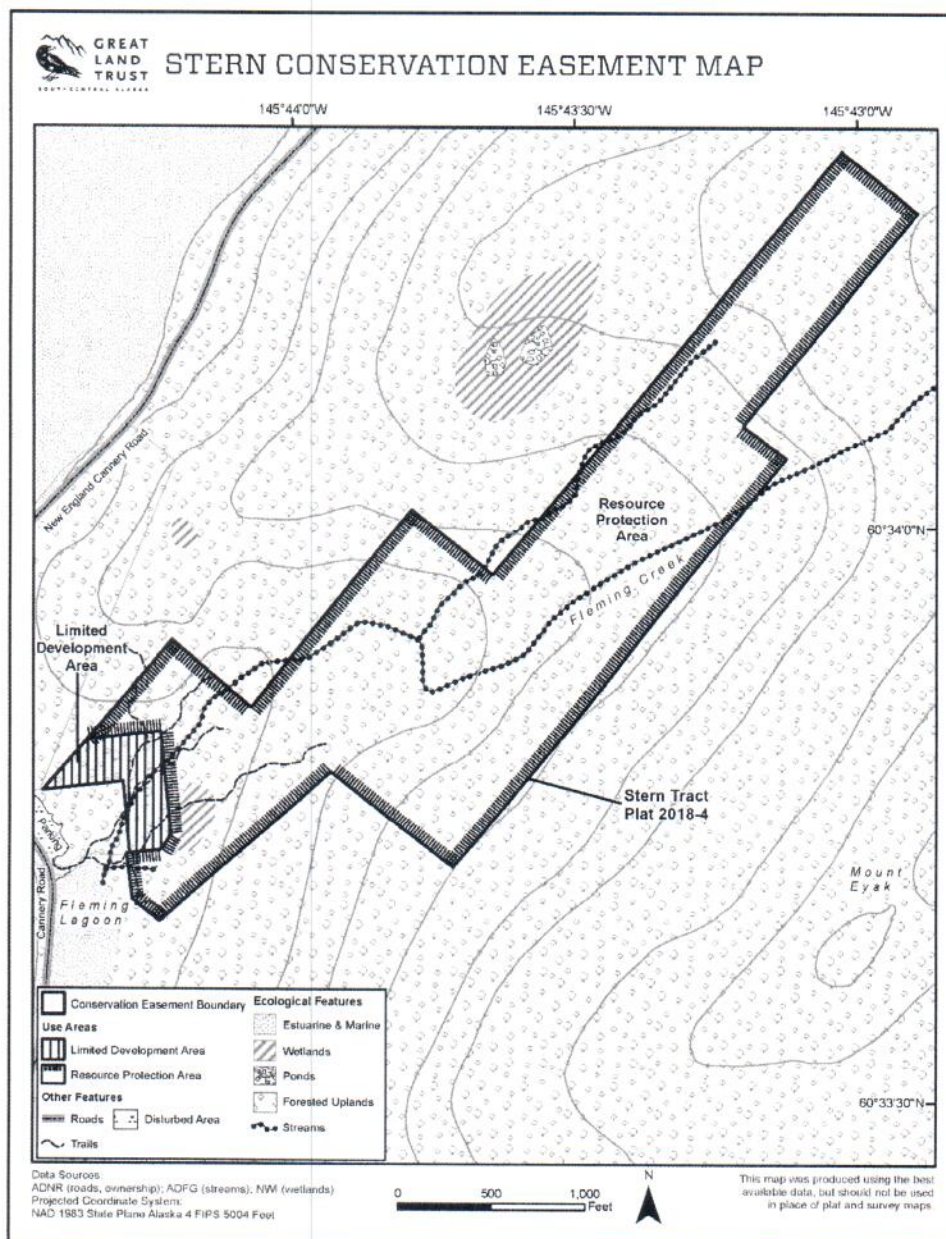 GREAT
LAND
TRUST
SOUTHCENTRAL ALASKA
STERN CONSERVATION EASEMENT MAP
145°44'0"W
145°43'30"W
145°43'0"W
New England Cannery Road
Resource
Protection
Area
60°34'0"N
Fleming Creek
Limited
Development
Area
Stern Tract
Plat 2018-4
Parking
Cannery Road
Fleming
Lagoon
Mount
Eyak
60°33'30"N
Conservation Easement Boundary
Use Areas
Limited Development Area
Resource Protection Area
Other Features
Roads
Disturbed Area
Trails
Ecological Features
Estuarine & Marine
Wetlands
Ponds
Forested Uplands
Streams
Data Sources:
ADNR (roads, ownership); ADFG (streams); NWI (wetlands)
Projected Coordinate System:
NAD 1983 State Plane Alaska 4 FIPS 5004 Feet
0 500 1,000
Feet
N
This map was produced using the best
available data, but should not be used
in place of plat and survey maps.